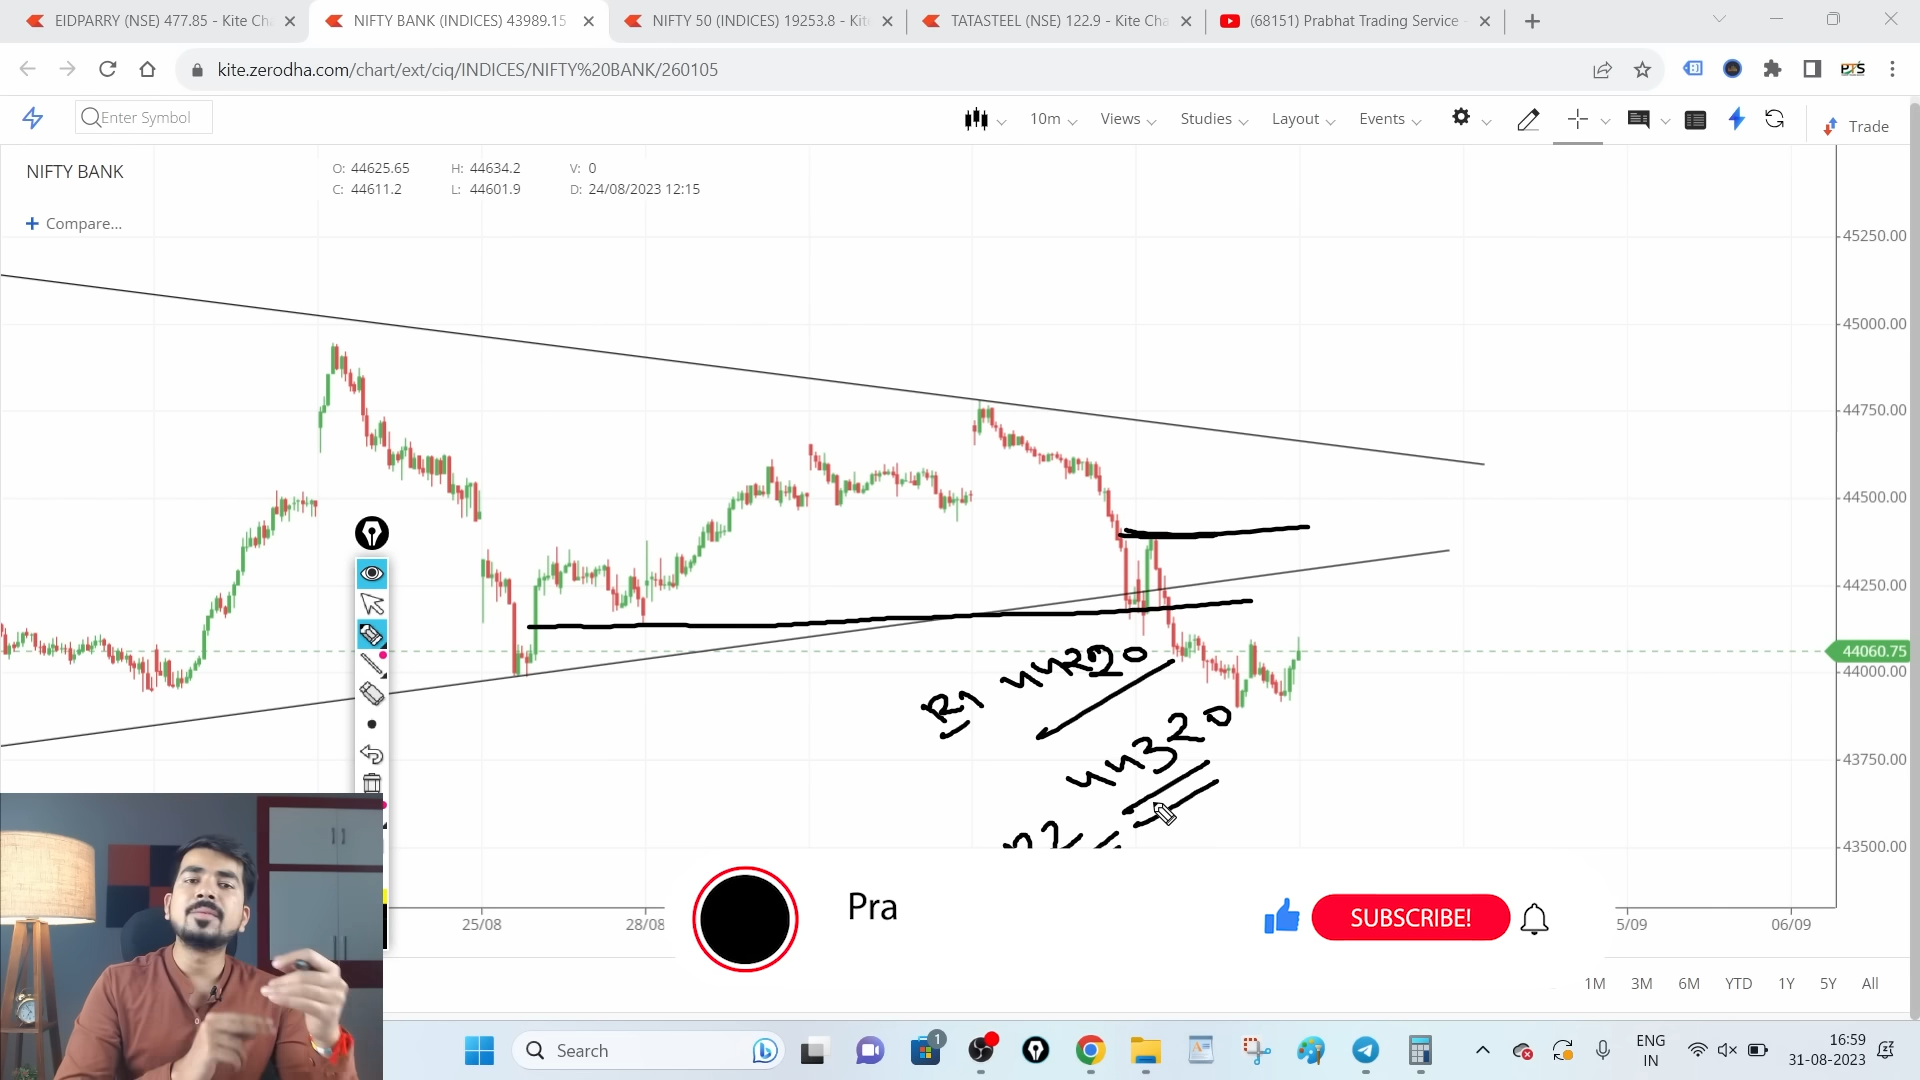 EIDPARRY (NSE) 477.85 - Kite Cha
NIFTY BANK (INDICES) 43989.15
NIFTY 50 (INDICES) 19253.8 - Kit
TATASTEEL (NSE) 122.9 - Kite Cha
(68151) Prabhat Trading Service -
kite.zerodha.com/chart/ext/ciq/INDICES/NIFTY%20BANK/260105
PTS
Enter Symbol
10m
Views
Studies
Layout
Events
Trade
NIFTY BANK
O: 44625.65 H: 44634.2 V: 0
C: 44611.2 L: 44601.9 D: 24/08/2023 12:15
+ Compare...
45250.00
45000.00
44750.00
44500.00
44250.00
44060.75
44000.00
43750.00
43500.00
R1 44220
44320
Pra
SUBSCRIBE!
25/08
28/08
5/09
06/09
1M 3M 6M YTD 1Y 5Y All
Search
1
ENG
IN
16:59
31-08-2023